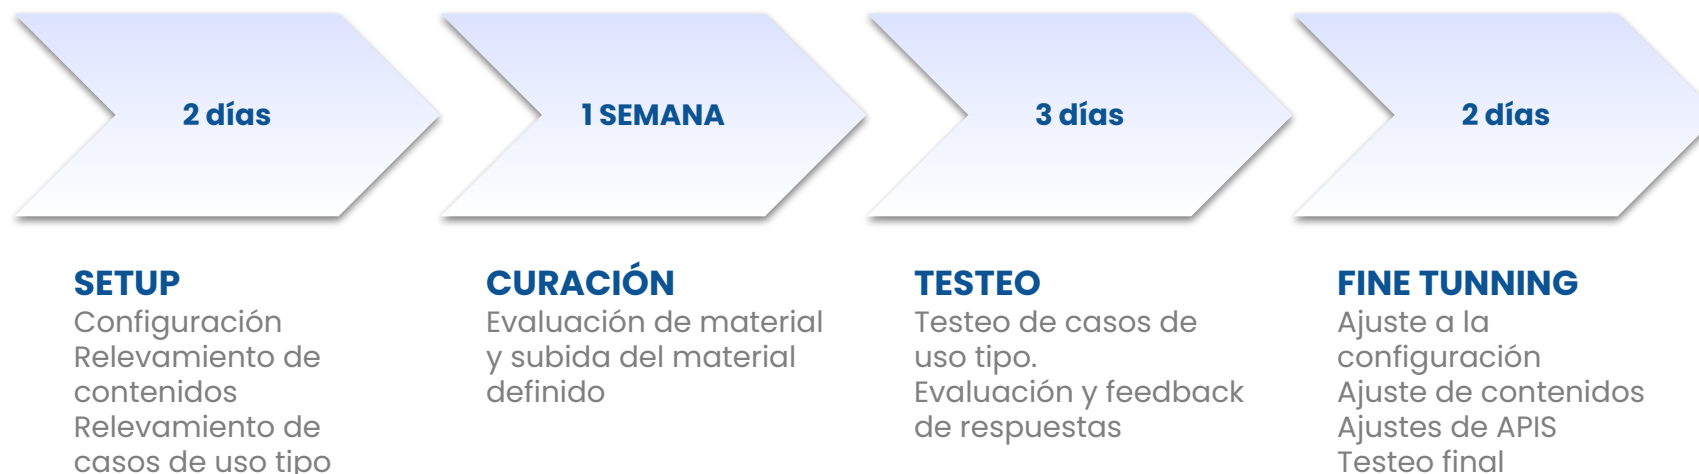 2 días
1 SEMANA
3 días
2 días
SETUP
Configuración
Relevamiento de
contenidos
Relevamiento de
casos de uso tipo
CURACIÓN
Evaluación de material
y subida del material
definido
TESTEO
Testeo de casos de
uso tipo.
Evaluación y feedback
de respuestas
FINE TUNNING
Ajuste a la
configuración
Ajuste de contenidos
Ajustes de APIS
Testeo final